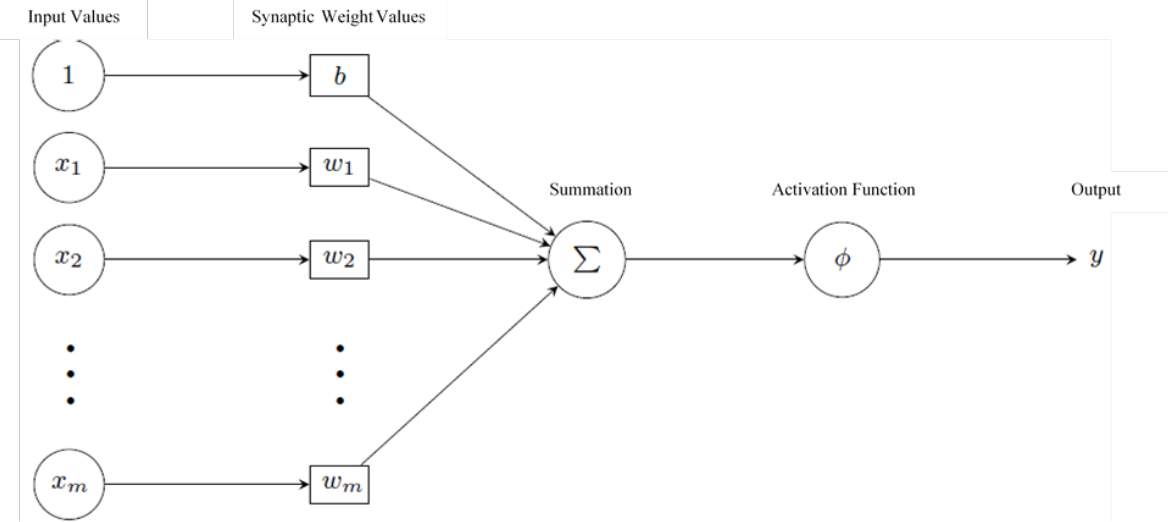 Input Values
Synaptic Weight Values
1
b
x₁
w₁
Summation
Activation Function
Output
x₂
w₂
Σ
ϕ
y
xₘ
wₘ